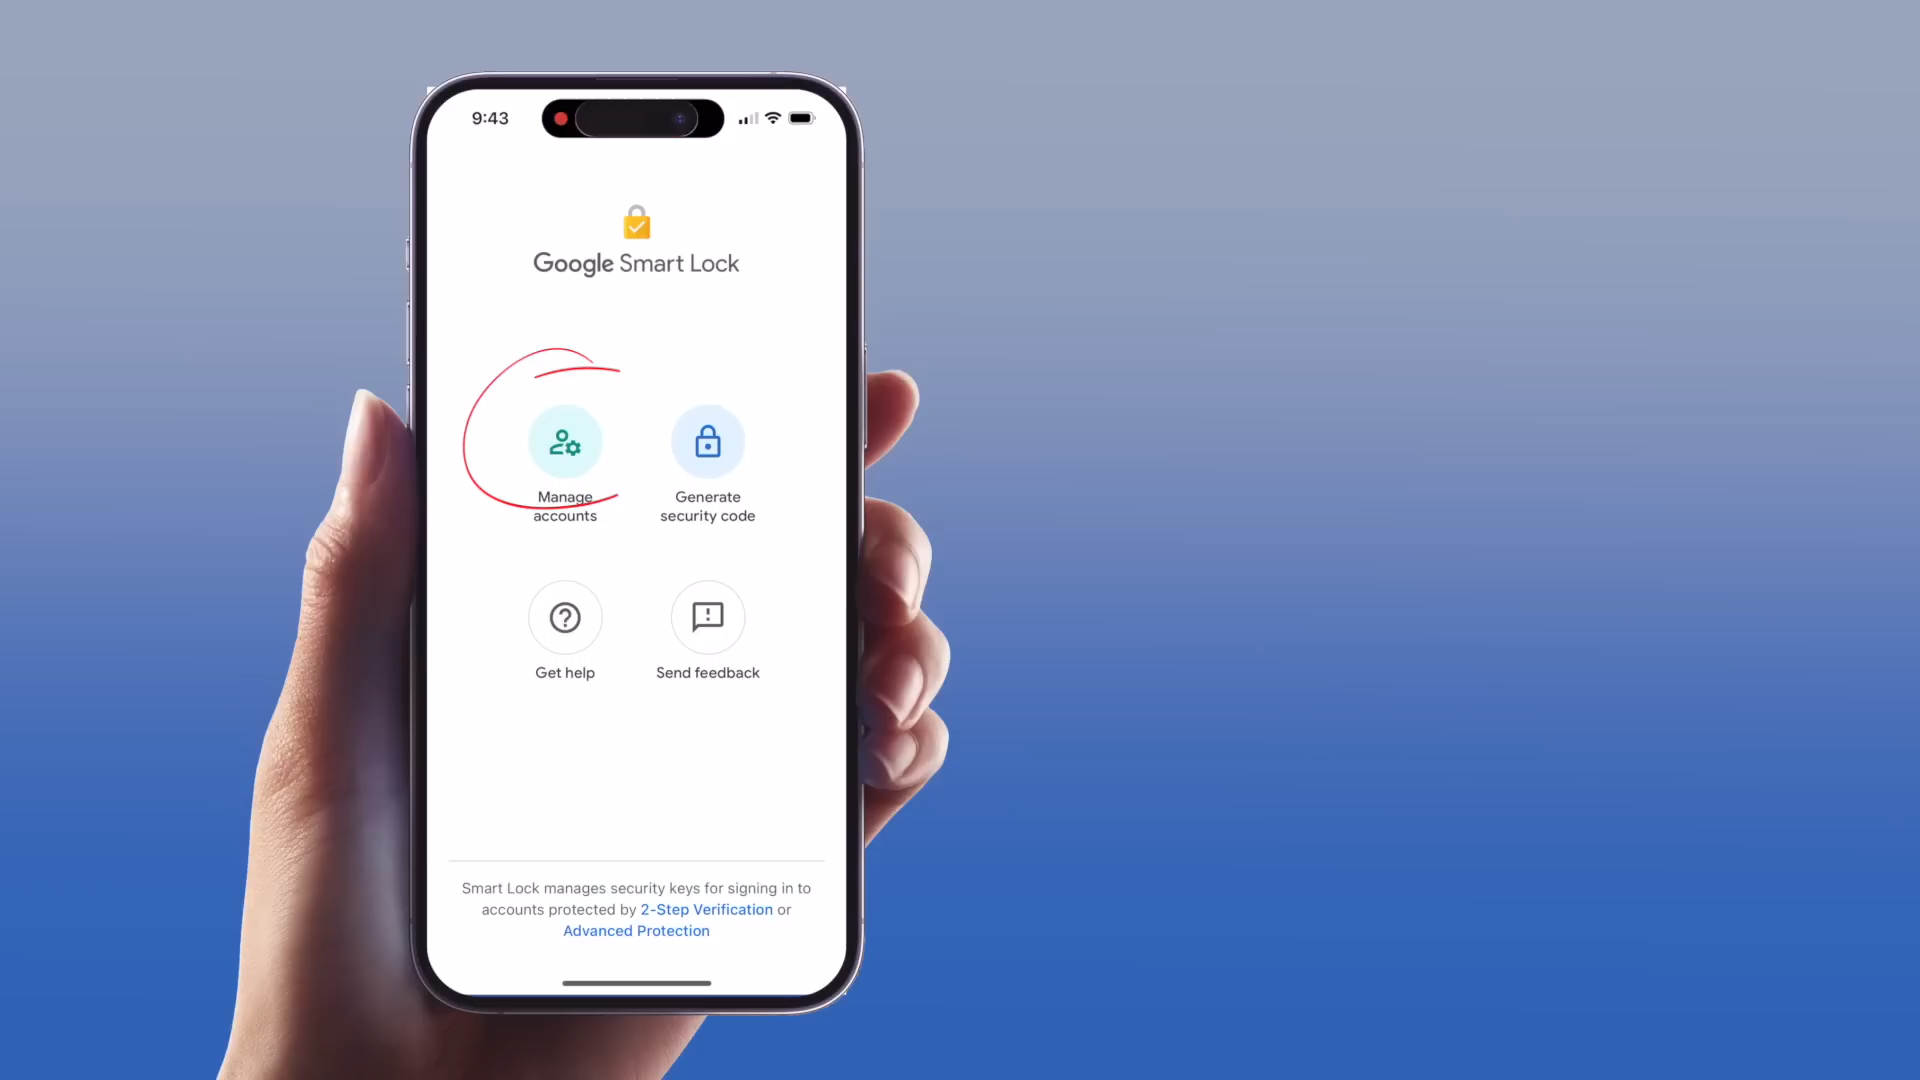 9:43
Google Smart Lock
Manage
accounts
Generate
security code
Get help
Send feedback
Smart Lock manages security keys for signing in to
accounts protected by 2-Step Verification or
Advanced Protection